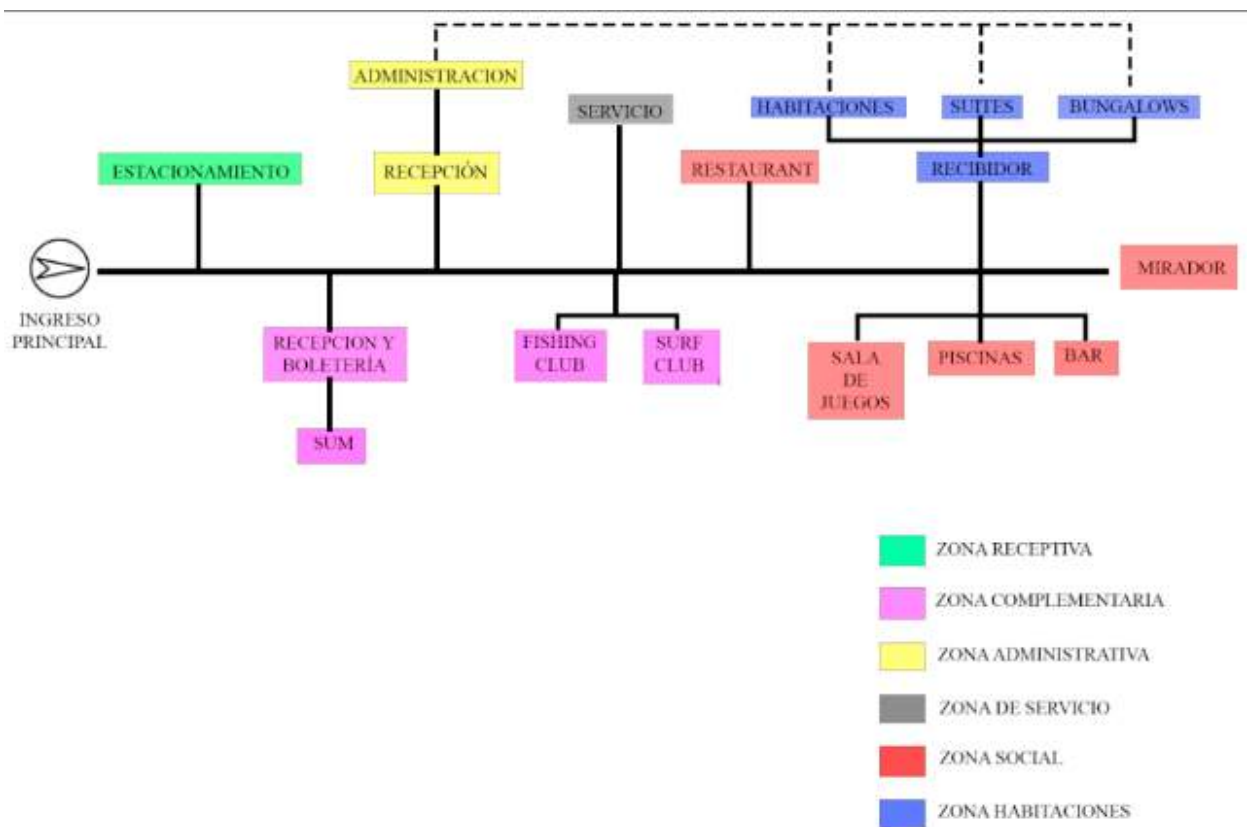 ADMINISTRACION
SERVICIO
HABITACIONES
SUITES
BUNGALOWS
ESTACIONAMIENTO
RECEPCIÓN
RESTAURANT
RECIBIDOR
MIRADOR
INGRESO
PRINCIPAL
RECEPCION Y
BOLETERÍA
FISHING
CLUB
SURF
CLUB
SALA
DE
JUEGOS
PISCINAS
BAR
SUM
ZONA RECEPTIVA
ZONA COMPLEMENTARIA
ZONA ADMINISTRATIVA
ZONA DE SERVICIO
ZONA SOCIAL
ZONA HABITACIONES